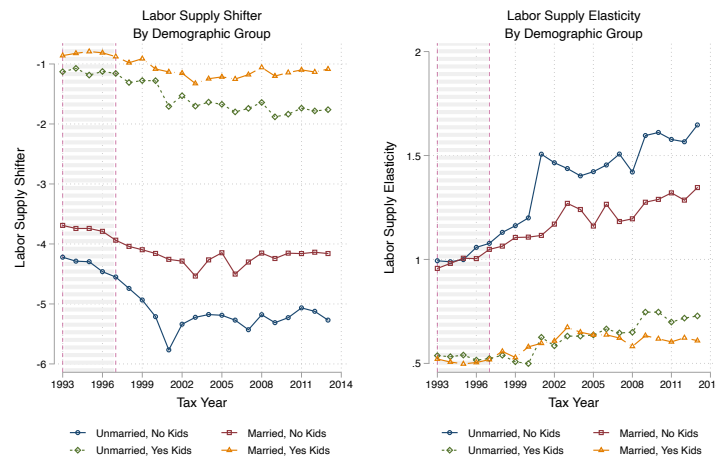 Labor Supply Shifter
By Demographic Group
-1
-2
-3
-4
-5
-6
Labor Supply Shifter
1993 1996 1999 2002 2005 2008 2011 2014
Tax Year
Unmarried, No Kids Married, No Kids
Unmarried, Yes Kids Married, Yes Kids
Labor Supply Elasticity
By Demographic Group
2
1.5
1
.5
Labor Supply Elasticity
1993 1996 1999 2002 2005 2008 2011 201
Tax Year
Unmarried, No Kids Married, No Kids
Unmarried, Yes Kids Married, Yes Kids